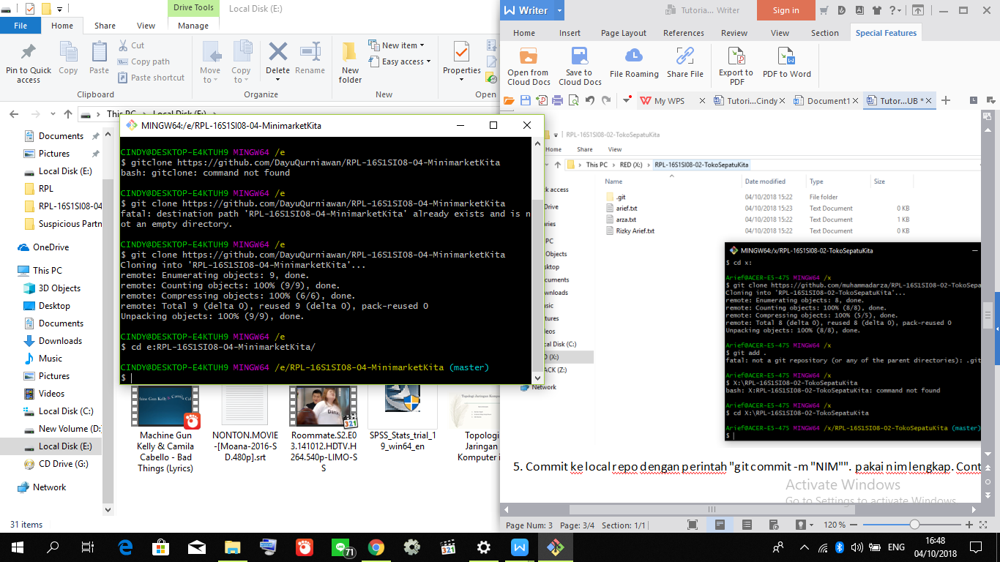 Drive Tools
Local Disk (E:)
File
Home
Share
View
Manage
Pin to Quick access
Copy
Paste
Cut
Copy path
Paste shortcut
Clipboard
Move to
Copy to
Delete
Rename
Organize
New folder
New item
Easy access
New
Properties
Open
This PC > Local Disk (E:)
Documents
Pictures
Local Disk (E:)
RPL
RPL-16S1SI08-04
Suspicious Partn
OneDrive
This PC
3D Objects
Desktop
Documents
Downloads
Music
Pictures
Videos
Local Disk (C:)
New Volume (D:
Local Disk (E:)
CD Drive (G:)
Network
31 items
MINGW64:/e/RPL-16S1SI08-04-MinimarketKita
CINDY@DESKTOP-E4KTUH9 MINGW64 /e
$ gitclone https://github.com/DayuQurniawan/RPL-16S1SI08-04-MinimarketKita
bash: gitclone: command not found
CINDY@DESKTOP-E4KTUH9 MINGW64 /e
$ git clone https://github.com/DayuQurniawan/RPL-16S1SI08-04-MinimarketKita
fatal: destination path 'RPL-16S1SI08-04-MinimarketKita' already exists and is n
ot an empty directory.
CINDY@DESKTOP-E4KTUH9 MINGW64 /e
$ git clone https://github.com/DayuQurniawan/RPL-16S1SI08-04-MinimarketKita
Cloning into 'RPL-16S1SI08-04-MinimarketKita'...
remote: Enumerating objects: 9, done.
remote: Counting objects: 100% (9/9), done.
remote: Compressing objects: 100% (6/6), done.
remote: Total 9 (delta 0), reused 9 (delta 0), pack-reused 0
Unpacking objects: 100% (9/9), done.
CINDY@DESKTOP-E4KTUH9 MINGW64 /e
$ cd e:RPL-16S1SI08-04-MinimarketKita/
CINDY@DESKTOP-E4KTUH9 MINGW64 /e/RPL-16S1SI08-04-MinimarketKita (master)
$
Machine Gun Kelly & Camila Cabello - Bad Things (Lyrics)
NONTON.MOVIE-[Moana-2016-SD.480p].srt
Roommate.S2.E03.141012.HDTV.H264.540p-LIMO-SS
SPSS_Stats_trial_19_win64_en
Topologi Jaringan Komputer i
Writer
Tutoria... Writer
Sign in
Home
Insert
Page Layout
References
Review
View
Section
Special Features
Open from Cloud Docs
Save to Cloud Docs
File Roaming
Share File
Export to PDF
PDF to Word
My WPS
Tutori...Cindy
Document1
Tutor...UB *
RPL-16S1SI08-02-TokoSepatuKita
Home
Share
View
This PC > RED (X:) > RPL-16S1SI08-02-TokoSepatuKita
Name
Date modified
Type
Size
.git 04/10/2018 15:22 File folder
arief.txt 04/10/2018 15:23 Text Document 0 KB
arza.txt 04/10/2018 15:22 Text Document 1 KB
Rizky Arief.txt 04/10/2018 15:22 Text Document 0 KB
ck access
Drive
aries
PC
Objects
sktop
cuments
wnloads
sic
tures
deos
cal Disk (C:)
D (X:)
ACK (Z:)
Network
MINGW64:/x/RPL-16S1SI08-02-TokoSepatuKita
$ cd x:
Arief@ACER-E5-475 MINGW64 /x
$ git clone https://github.com/muhammadarza/RPL-16S1SI08-02-TokoSepa
Cloning into 'RPL-16S1SI08-02-TokoSepatuKita'...
remote: Enumerating objects: 8, done.
remote: Counting objects: 100% (8/8), done.
remote: Compressing objects: 100% (5/5), done.
remote: Total 8 (delta 0), reused 8 (delta 0), pack-reused 0
Unpacking objects: 100% (8/8), done.
Arief@ACER-E5-475 MINGW64 /x
$ git add .
fatal: not a git repository (or any of the parent directories): .git
Arief@ACER-E5-475 MINGW64 /x
$ X:\RPL-16S1SI08-02-TokoSepatuKita
bash: X:RPL-16S1SI08-02-TokoSepatuKita: command not found
Arief@ACER-E5-475 MINGW64 /x
$ cd X:\RPL-16S1SI08-02-TokoSepatuKita
Arief@ACER-E5-475 MINGW64 /x/RPL-16S1SI08-02-TokoSepatuKita (master)
$
5. Commit ke local repo dengan perintah "git commit -m "NIM"". pakai nim lengkap. Cont
Activate Windows
Go to Settings to activate Windows.
Page Num: 3 Page: 3/4 Section: 1/1
120 %
71
321
ENG
16:48
04/10/2018